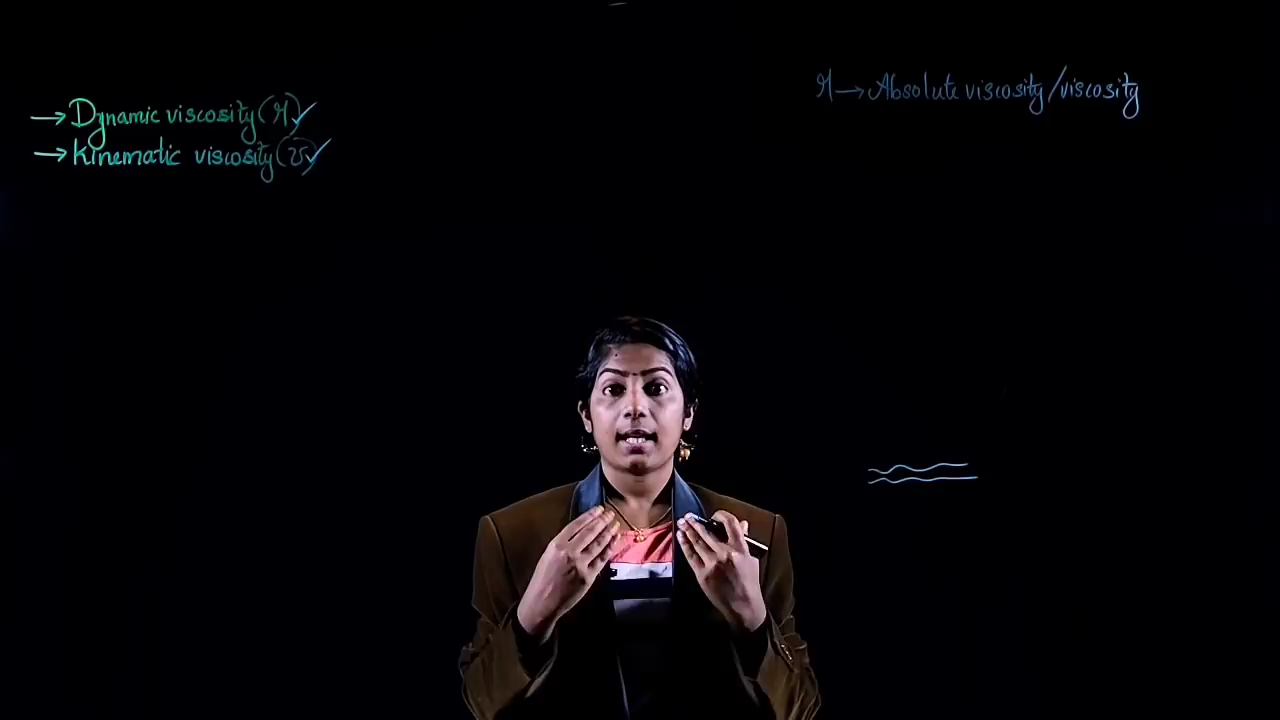 → Dynamic viscosity (μ) ✓
→ Kinematic viscosity (υ) ✓
μ → Absolute viscosity / viscosity